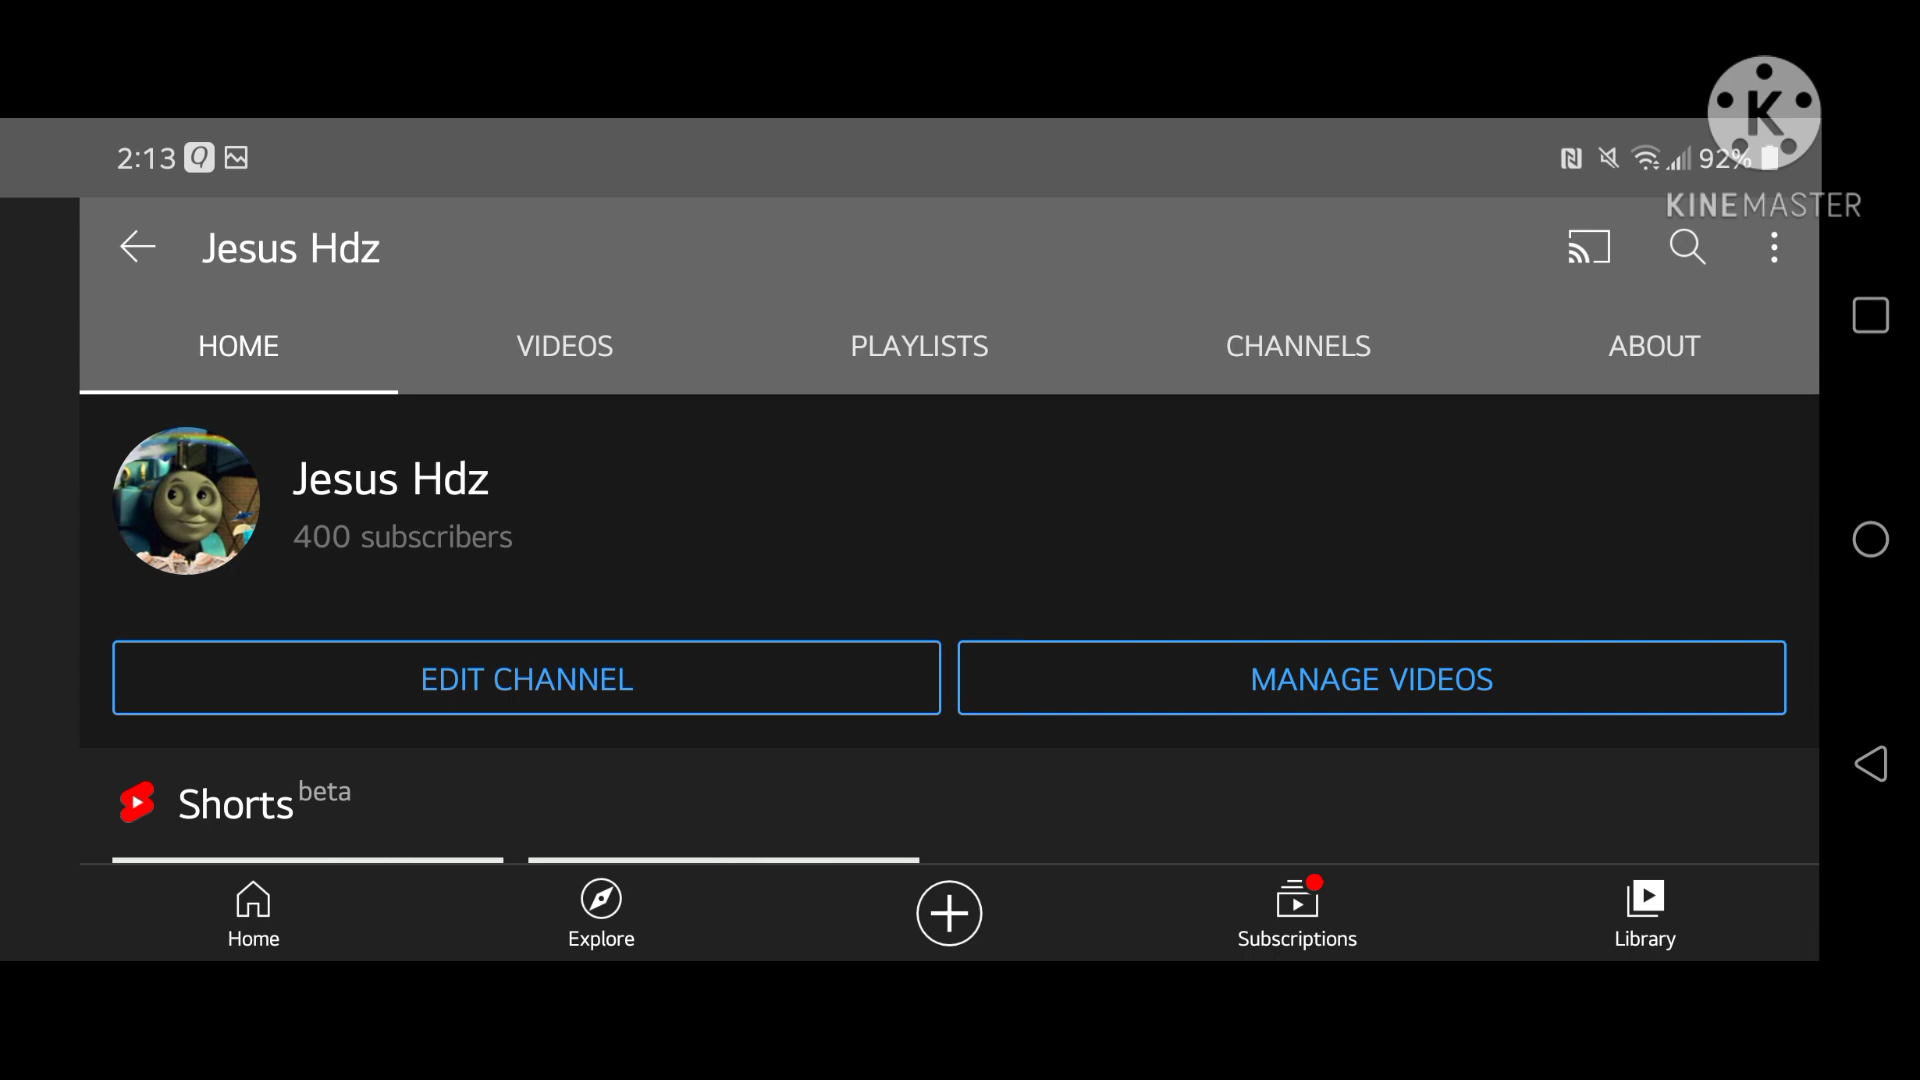 K
KINEMASTER
2:13 92%
Jesus Hdz
HOME VIDEOS PLAYLISTS CHANNELS ABOUT
Jesus Hdz
400 subscribers
EDIT CHANNEL MANAGE VIDEOS
Shorts beta
Home Explore Subscriptions Library